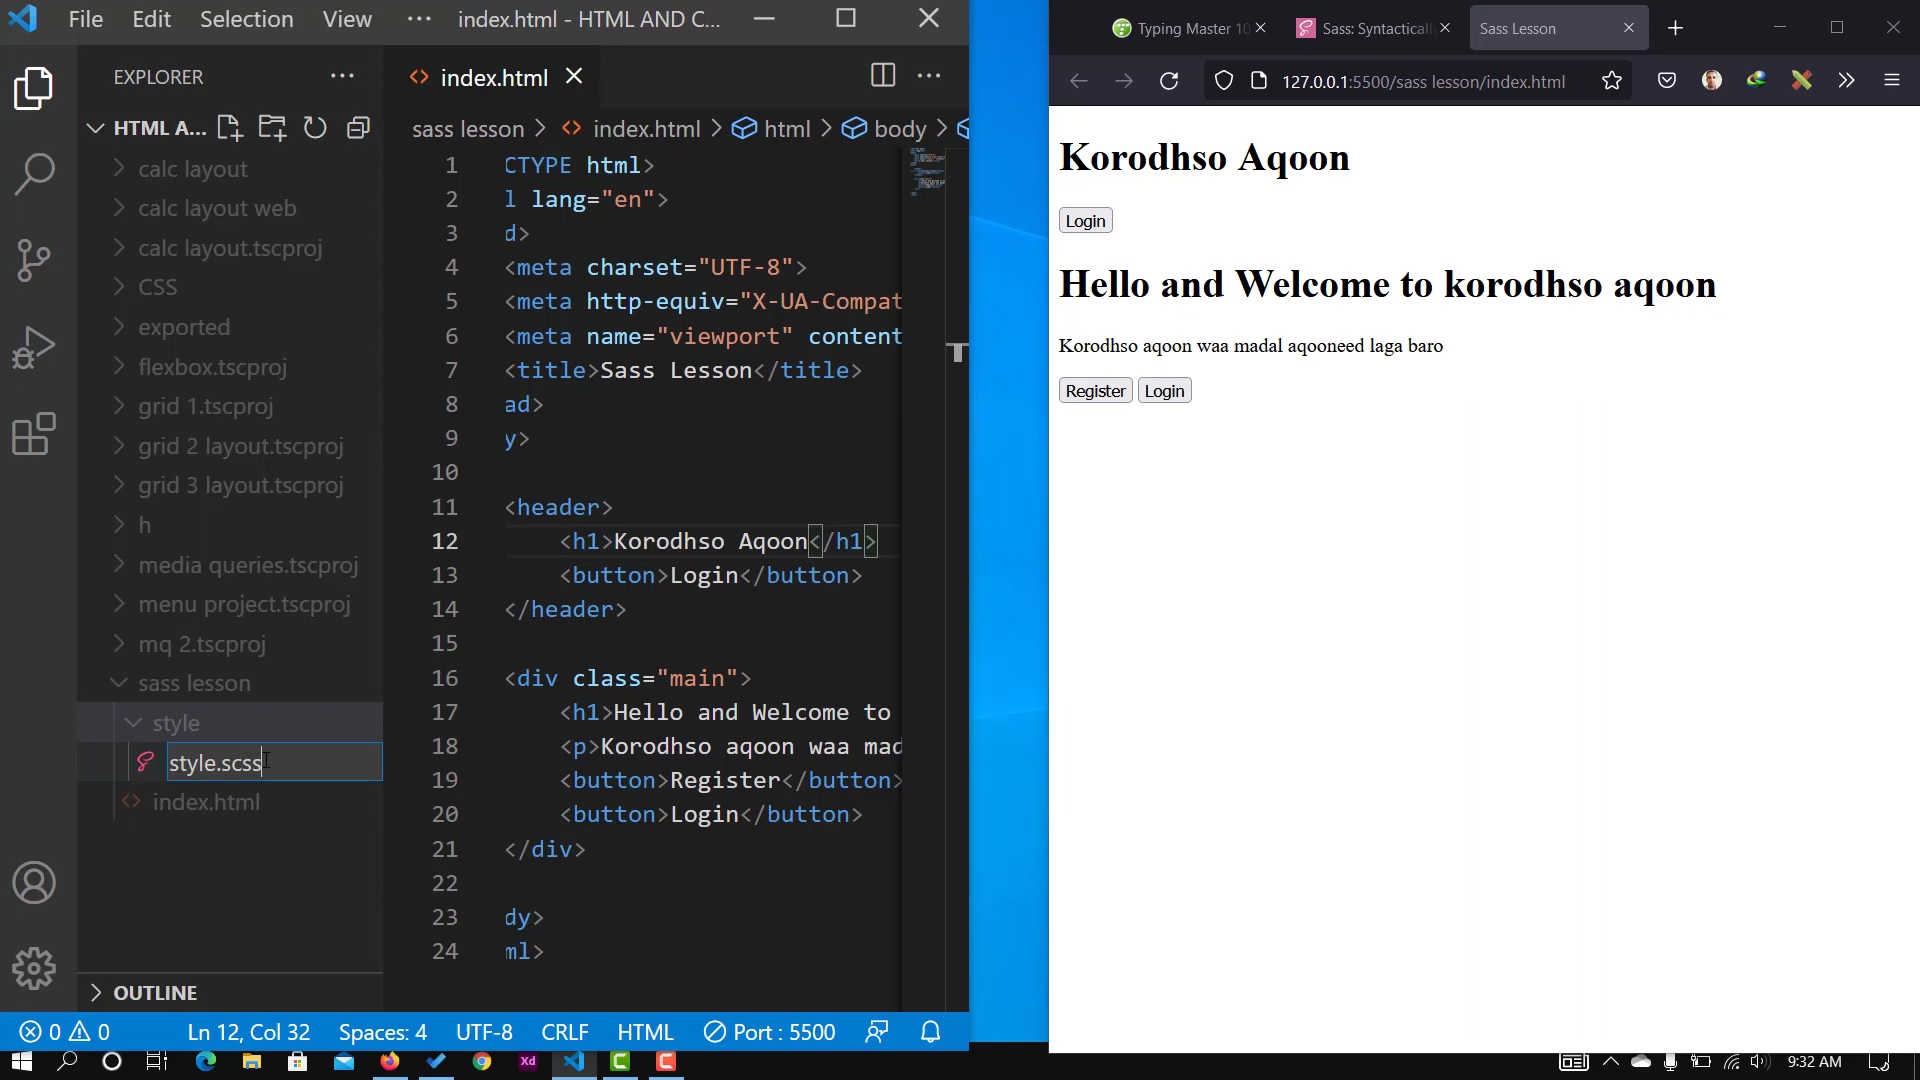 File Edit Selection View ··· index.html - HTML AND C...
EXPLORER ···
HTML A...
calc layout
calc layout web
calc layout.tscproj
CSS
exported
flexbox.tscproj
grid 1.tscproj
grid 2 layout.tscproj
grid 3 layout.tscproj
h
media queries.tscproj
menu project.tscproj
mq 2.tscproj
sass lesson
style
style.scss
index.html
OUTLINE
index.html
sass lesson > index.html > html > body >
1 CTYPE html>
2 l lang="en">
3 d>
4 <meta charset="UTF-8">
5 <meta http-equiv="X-UA-Compat
6 <meta name="viewport" content
7 <title>Sass Lesson</title>
8 ad>
9 y>
10
11 <header>
12 <h1>Korodhso Aqoon</h1>
13 <button>Login</button>
14 </header>
15
16 <div class="main">
17 <h1>Hello and Welcome to
18 <p>Korodhso aqoon waa mad
19 <button>Register</button>
20 <button>Login</button>
21 </div>
22
23 dy>
24 ml>
0 0 Ln 12, Col 32 Spaces: 4 UTF-8 CRLF HTML Port : 5500
Typing Master 10 Sass: Syntactically Sass Lesson
127.0.0.1:5500/sass lesson/index.html
Korodhso Aqoon
Login
Hello and Welcome to korodhso aqoon
Korodhso aqoon waa madal aqooneed laga baro
Register Login
Xd
9:32 AM